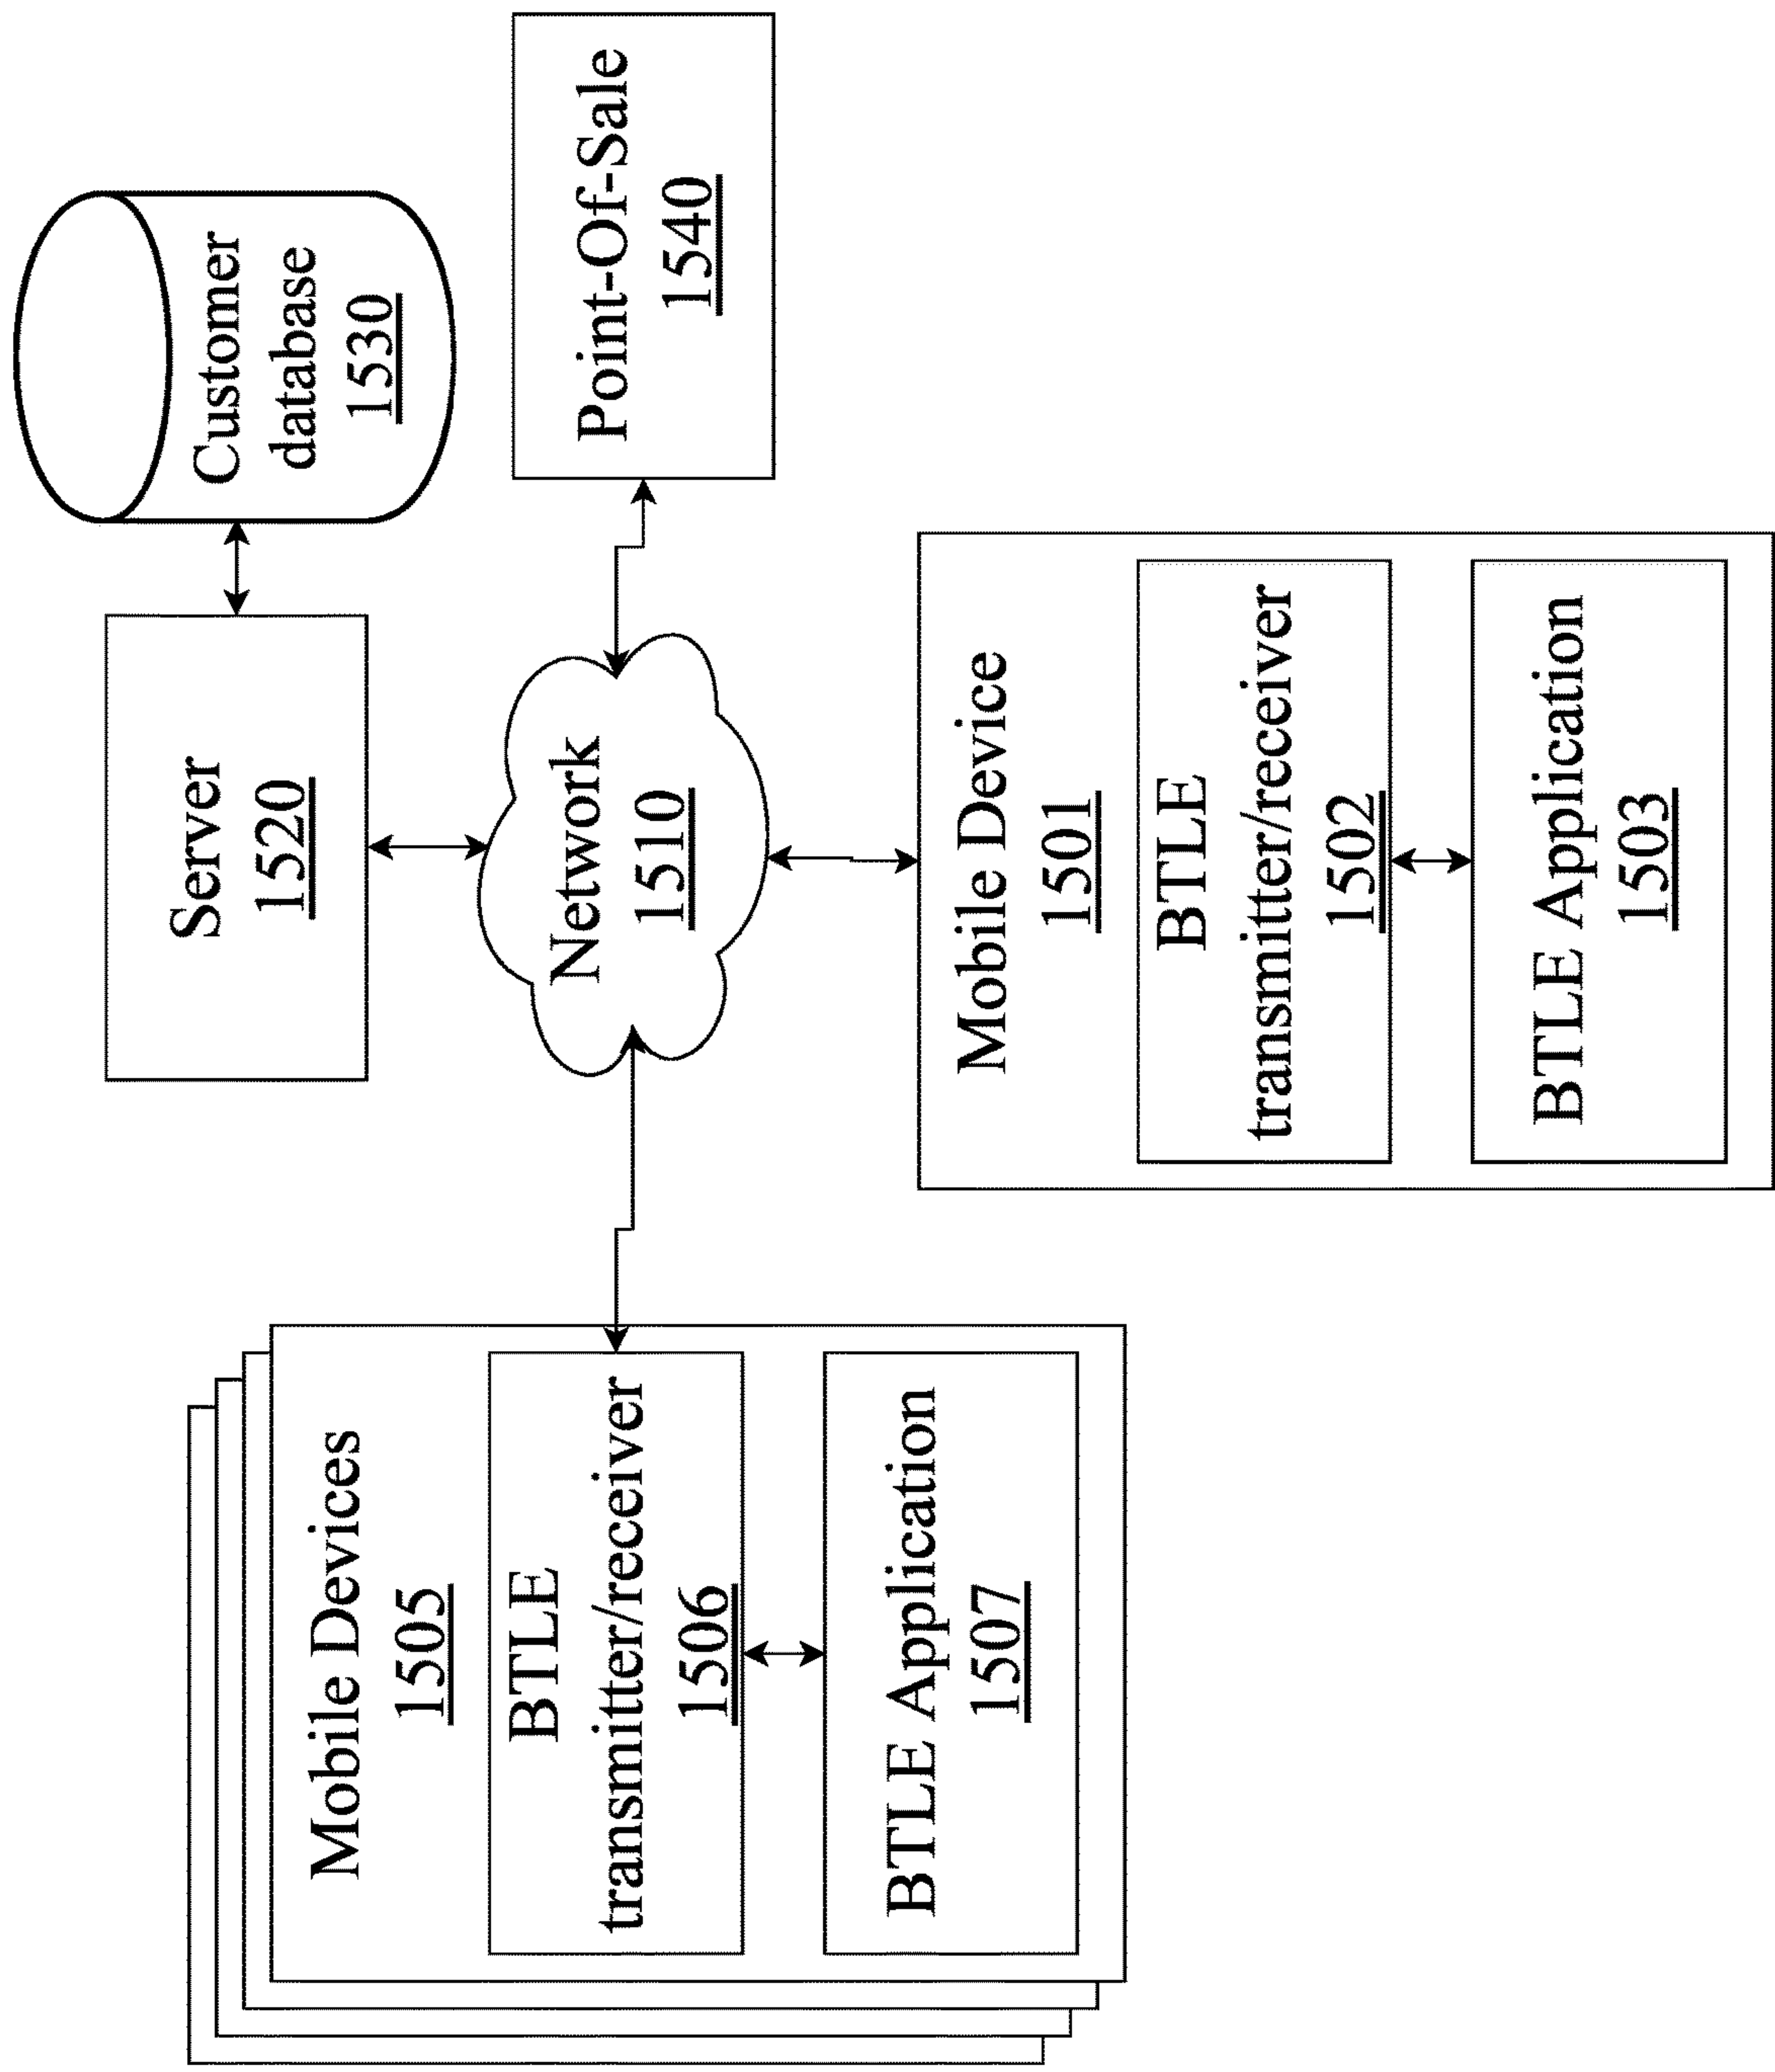 Server
1520
Customer
database
1530
Mobile Devices
1505
BTLE
transmitter/receiver
1506
BTLE Application
1507
Network
1510
Point-Of-Sale
1540
Mobile Device
1501
BTLE
transmitter/receiver
1502
BTLE Application
1503